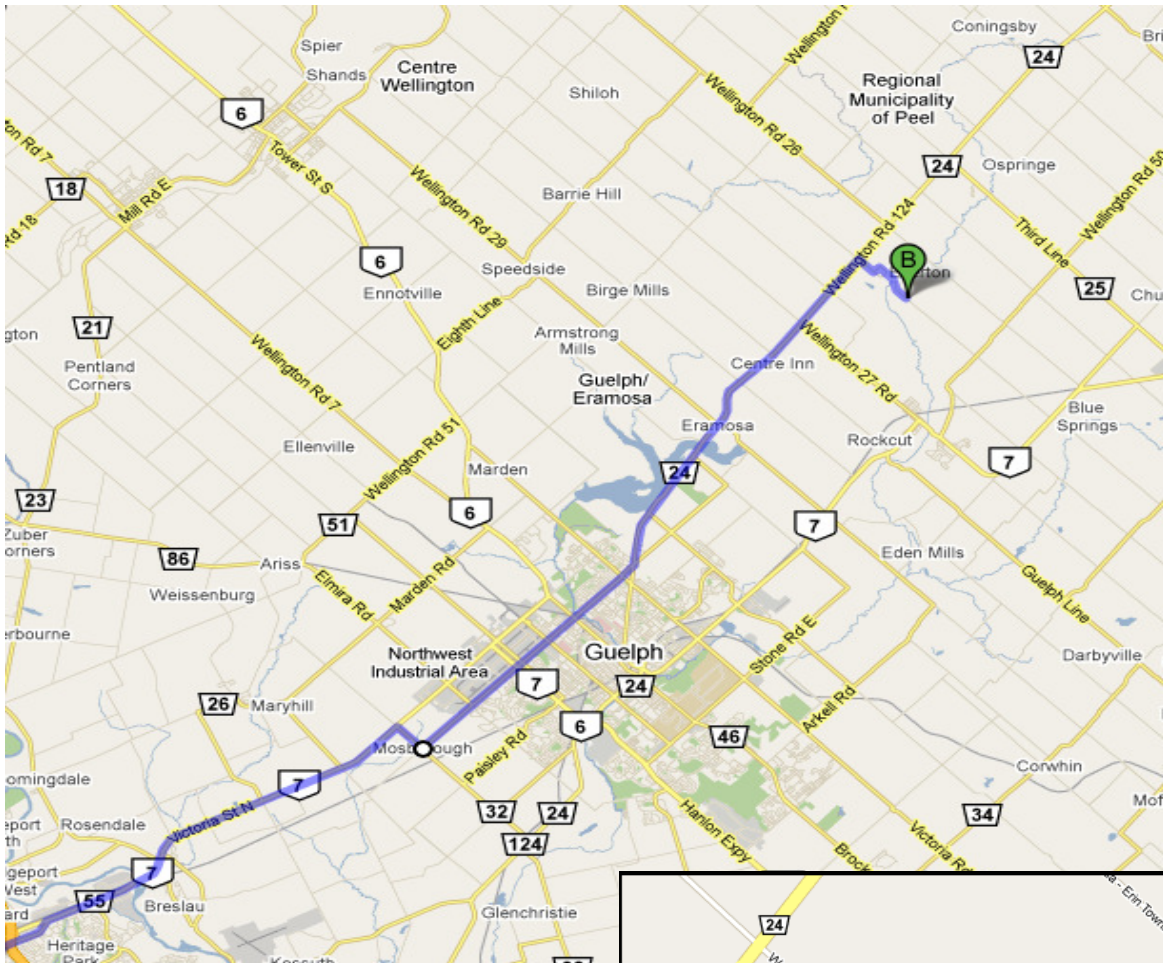 Coningsby
Spier
24
Shands
Centre
Wellington
Regional
Municipality
of Peel
Shiloh
6
Wellington Rd 26
24
Ospringe
18
Tower St S
Mill Rd E
Rd 18
Wellington Rd 29
Barrie Hill
Wellington Rd 124
Wellington Rd 50
Third Line
6
Speedside
B
Ennotville
Birge Mills
25
21
Eighth Line
Armstrong
Mills
Pentland
Corners
Wellington Rd 7
Centre Inn
Wellington 27 Rd
Guelph/
Eramosa
Blue
Springs
Eramosa
Rockcut
Ellenville
Wellington Rd 51
Marden
24
7
23
6
51
7
86
Ariss
Eden Mills
Weissenburg
Elmira Rd
Marden Rd
Guelph Line
Northwest
Industrial Area
Guelph
Stone Rd E
Darbyville
7
24
26
Maryhill
Arkell Rd
6
46
Mosborough
Paisley Rd
Corwhin
7
Victoria St N
32
24
Hanlon Expy
34
Rosendale
124
Victoria Rd
Brock
7
55
Breslau
Glenchristie
24
Heritage
Park